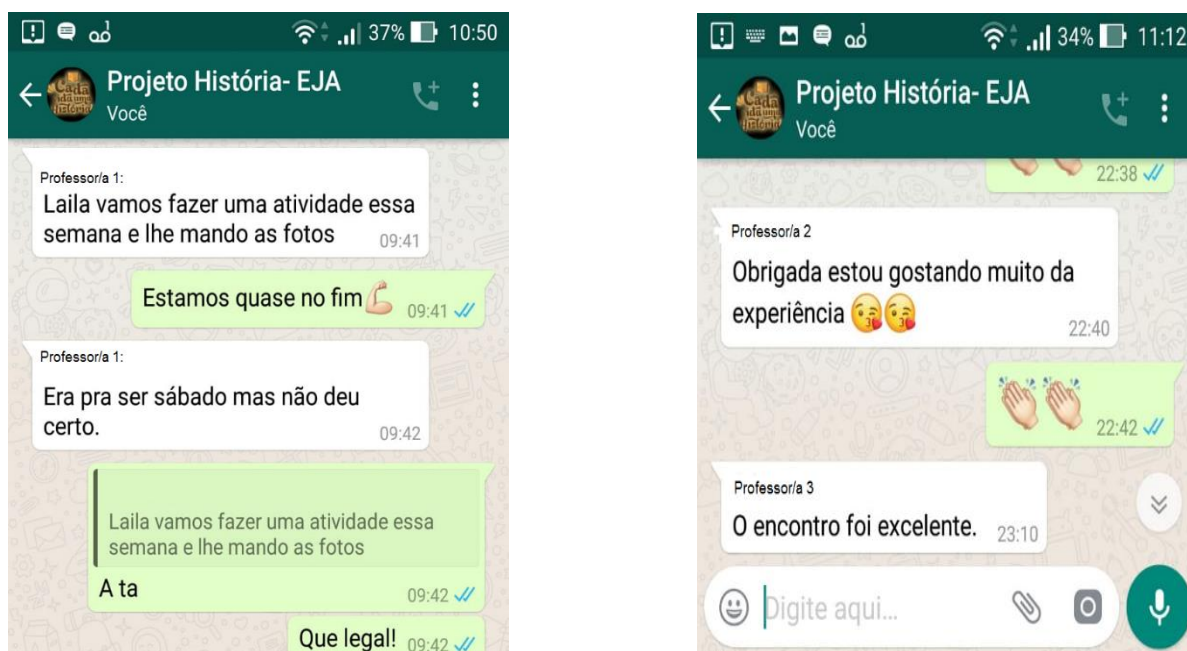 37% 10:50
Projeto História- EJA
Você
Professor/a 1:
Laila vamos fazer uma atividade essa
semana e lhe mando as fotos 09:41
Estamos quase no fim💪 09:41
Professor/a 1:
Era pra ser sábado mas não deu
certo. 09:42
Laila vamos fazer uma atividade essa
semana e lhe mando as fotos
A ta 09:42
Que legal! 09:42
34% 11:12
Projeto História- EJA
Você
22:38
Professor/a 2
Obrigada estou gostando muito da
experiência 😘😘 22:40
👏👏 22:42
Professor/a 3
O encontro foi excelente. 23:10
Digite aqui...